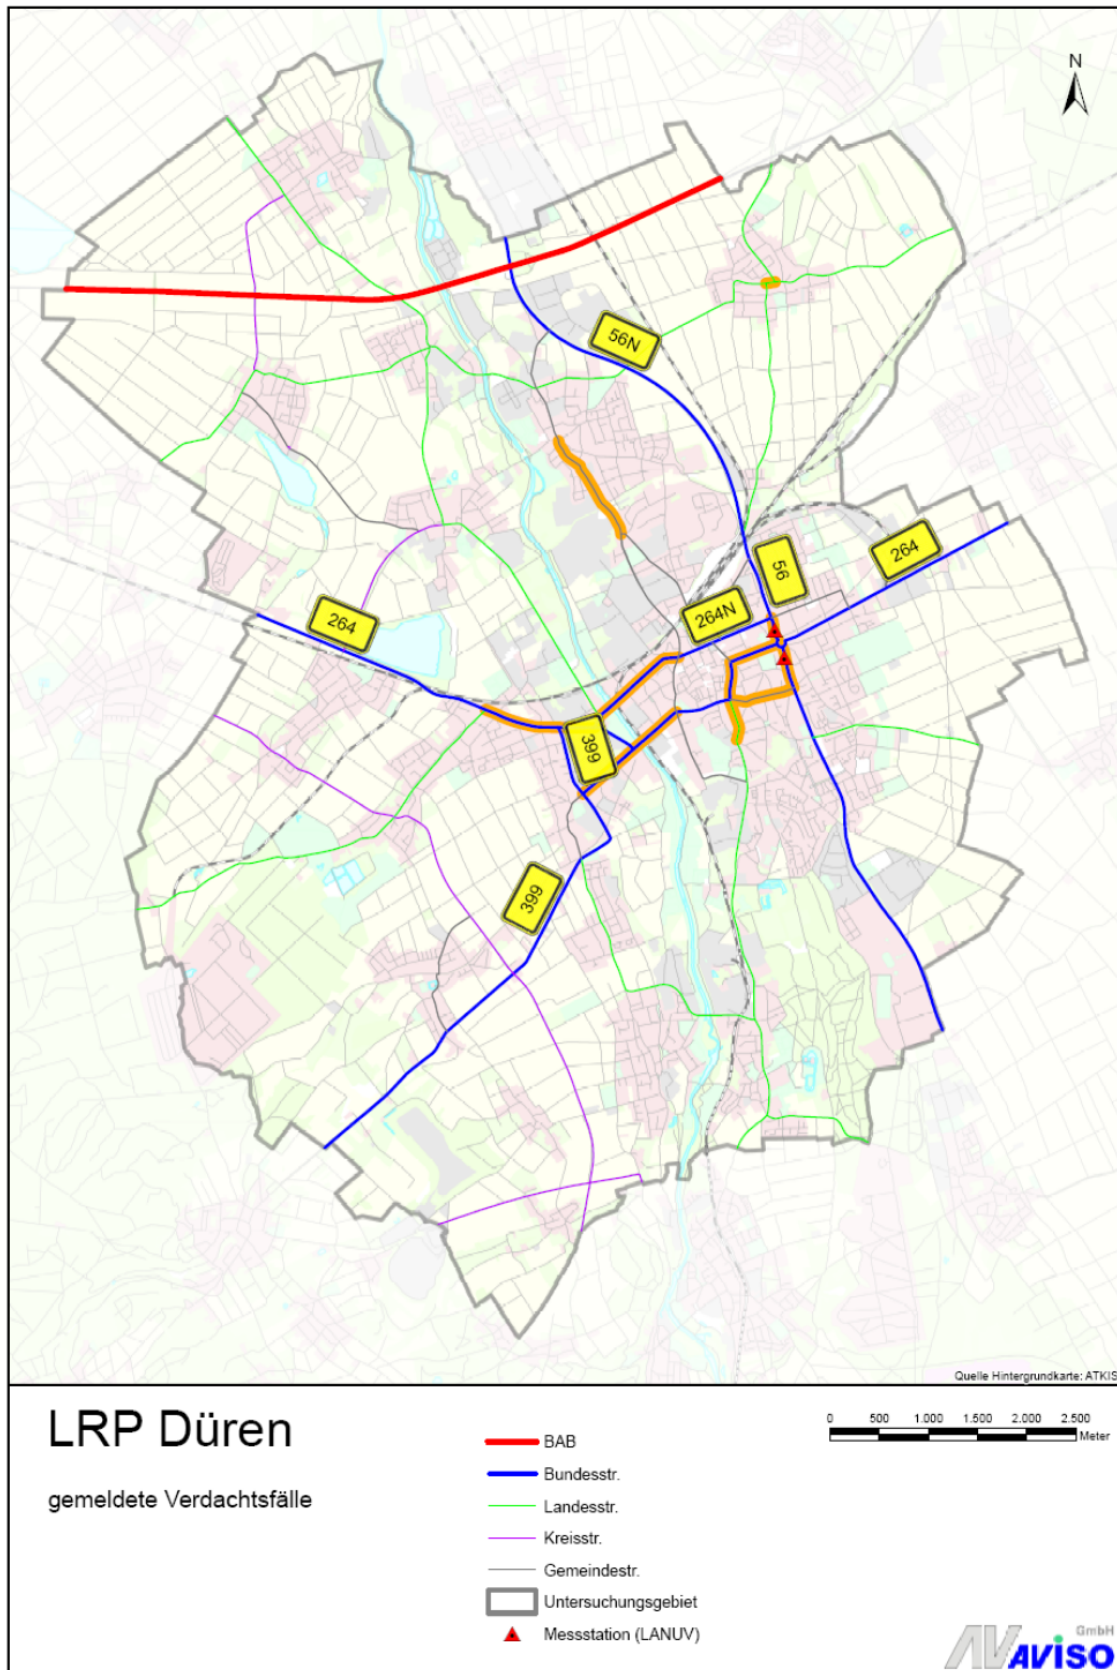 N
56N
264
56
264N
264
399
399
Quelle Hintergrundkarte: ATKIS
LRP Düren
gemeldete Verdachtsfälle
BAB
Bundesstr.
Landesstr.
Kreisstr.
Gemeindestr.
Untersuchungsgebiet
Messstation (LANUV)
0 500 1.000 1.500 2.000 2.500
Meter
GmbH
AVISO